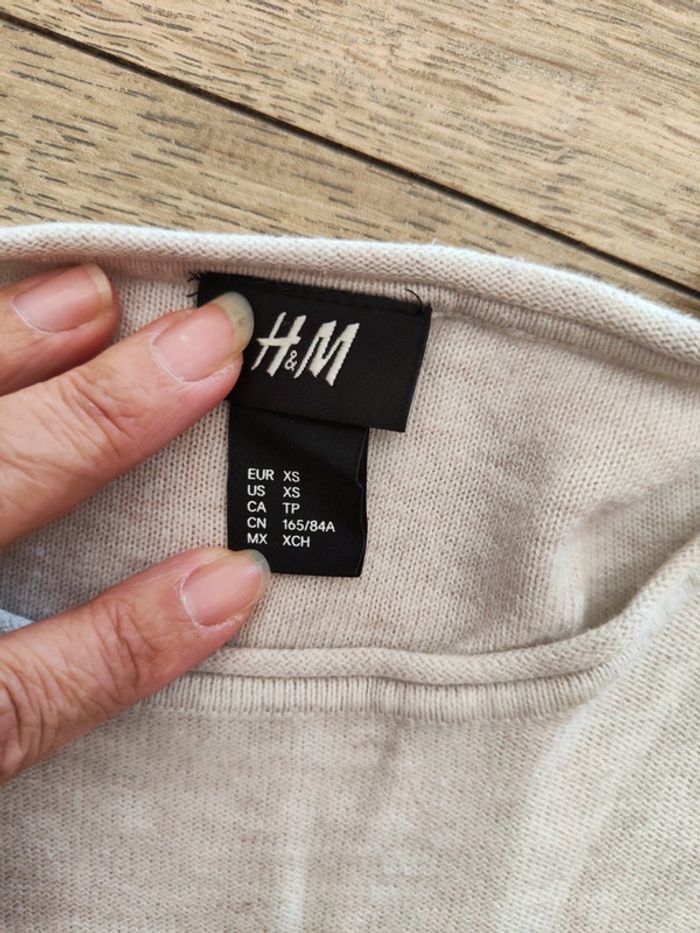 H&M
EUR XS
US XS
CA TP
CN 165/84A
MX XCH